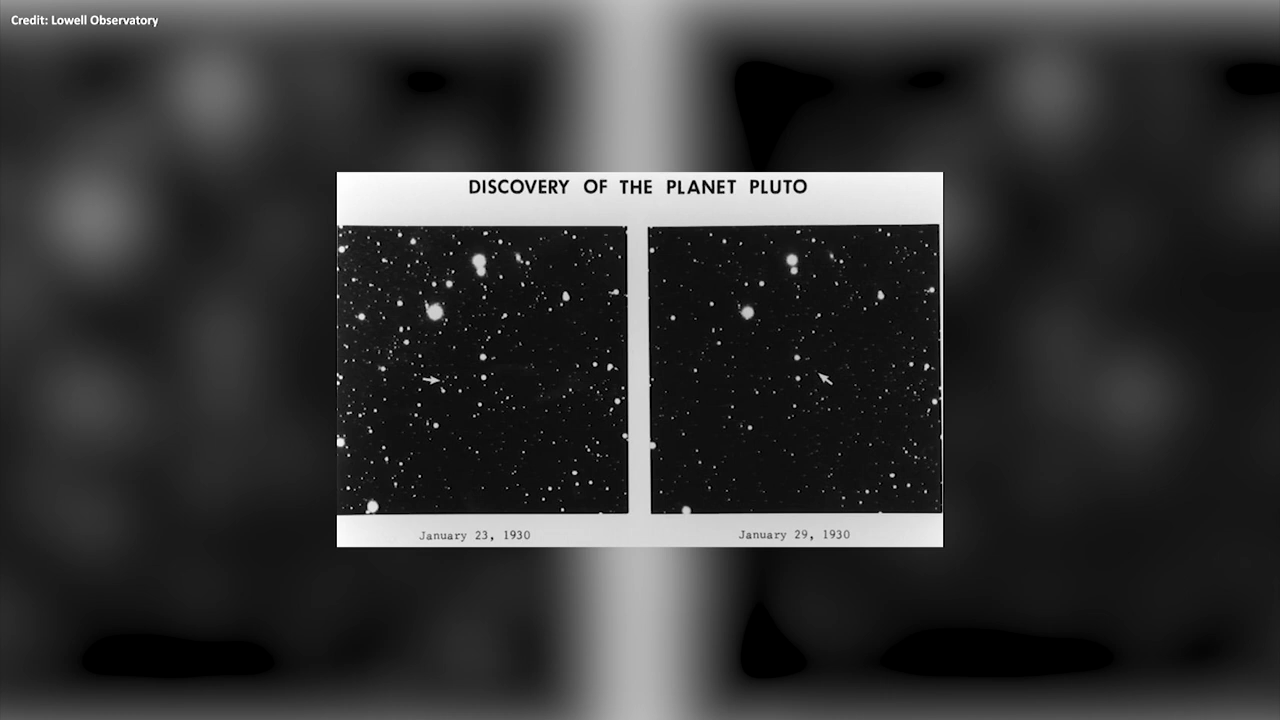 Credit: Lowell Observatory
DISCOVERY OF THE PLANET PLUTO
January 23, 1930
January 29, 1930